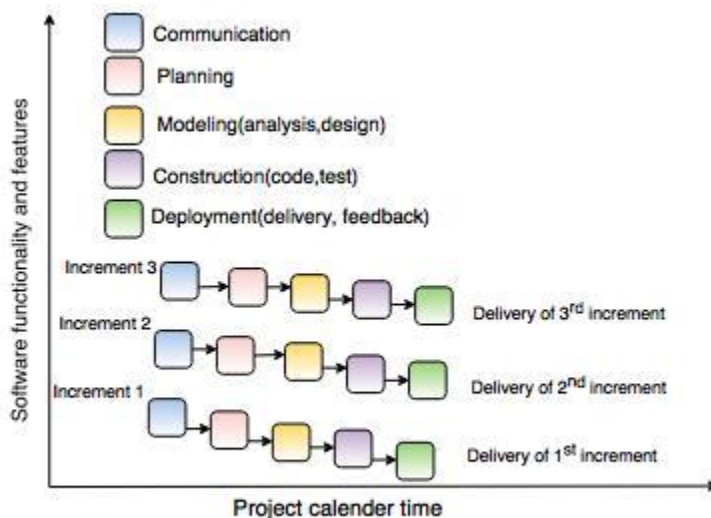 Communication
Planning
Modeling(analysis,design)
Construction(code,test)
Deployment(delivery, feedback)
Software functionality and features
Increment 3
Delivery of 3rd increment
Increment 2
Delivery of 2nd increment
Increment 1
Delivery of 1st increment
Project calender time